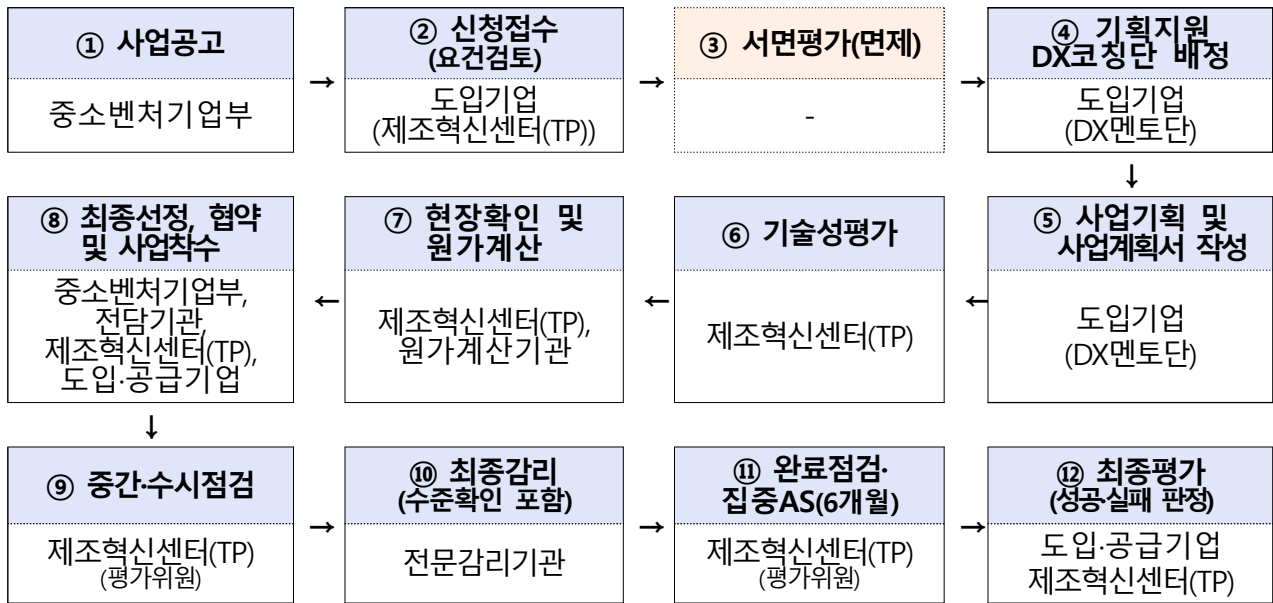 ① 사업공고
중소벤처기업부
→
② 신청접수
(요건검토)
도입기업
(제조혁신센터(TP))
→
③ 서면평가(면제)
-
→
④ 기획지원
DX코칭단 배정
도입기업
(DX멘토단)
↓
⑤ 사업기획 및
사업계획서 작성
도입기업
(DX멘토단)
←
⑥ 기술성평가
제조혁신센터(TP)
←
⑦ 현장확인 및
원가계산
제조혁신센터(TP),
원가계산기관
←
⑧ 최종선정, 협약
및 사업착수
중소벤처기업부,
전담기관,
제조혁신센터(TP),
도입·공급기업
↓
⑨ 중간·수시점검
제조혁신센터(TP)
(평가위원)
→
⑩ 최종감리
(수준확인 포함)
전문감리기관
→
⑪ 완료점검·
집중AS(6개월)
제조혁신센터(TP)
(평가위원)
→
⑫ 최종평가
(성공·실패 판정)
도입·공급기업
제조혁신센터(TP)